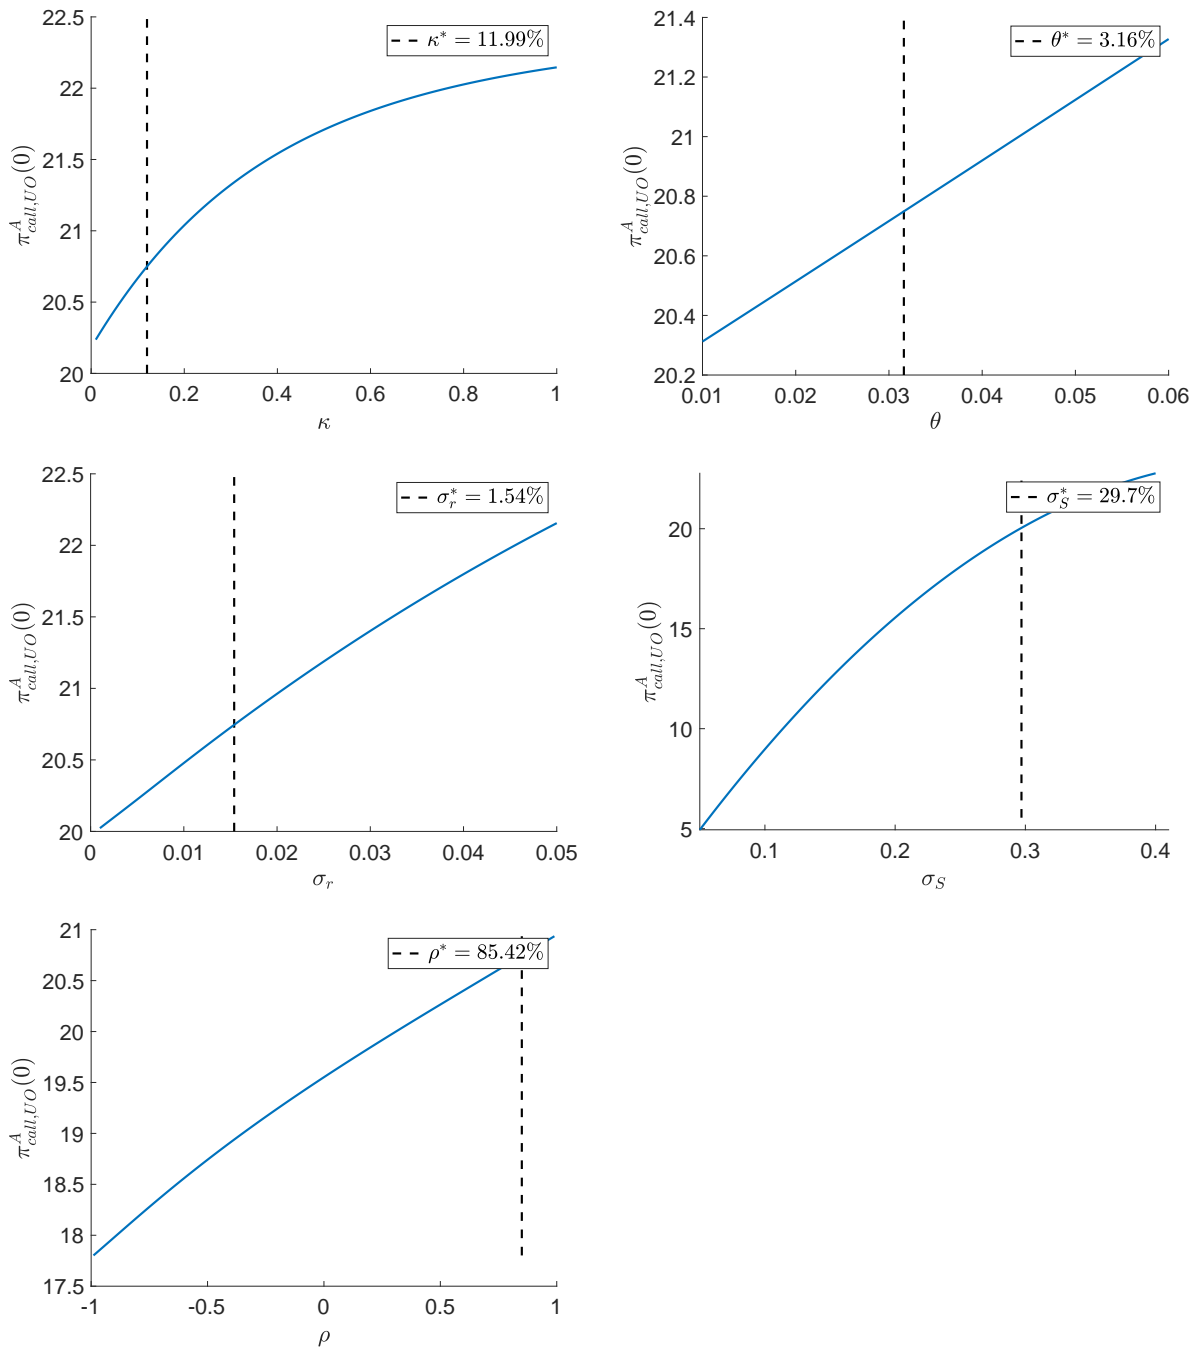 22.5
22
21.5
21
20.5
20
π^A_{call,UO}(0)
κ* = 11.99%
0 0.2 0.4 0.6 0.8 1
κ
21.4
21.2
21
20.8
20.6
20.4
20.2
π^A_{call,UO}(0)
θ* = 3.16%
0.01 0.02 0.03 0.04 0.05 0.06
θ
22.5
22
21.5
21
20.5
20
π^A_{call,UO}(0)
σ_r^* = 1.54%
0 0.01 0.02 0.03 0.04 0.05
σ_r
20
15
10
5
π^A_{call,UO}(0)
σ_S^* = 29.7%
0.1 0.2 0.3 0.4
σ_S
21
20.5
20
19.5
19
18.5
18
17.5
π^A_{call,UO}(0)
ρ* = 85.42%
-1 -0.5 0 0.5 1
ρ